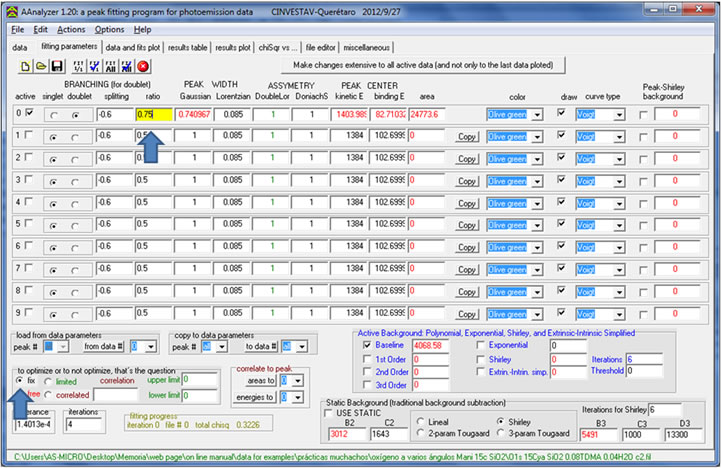 AAnalyzer 1.20: a peak fitting program for photoemission data CINVESTAV-Querétaro 2012/9/27
File Edit Actions Options Help
data fitting parameters data and fits plot results table results plot chiSqr vs ... file editor miscellaneous
Make changes extensive to all active data (and not only to the last data ploted)
BRANCHING (for doublet) PEAK WIDTH ASSYMETRY PEAK CENTER Peak-Shirley background
active singlet doublet splitting ratio Gaussian Lorentzian DoubleLor DoniachS kinetic E binding E area color draw curve type
0 -0.6 0.75 0.740967 0.085 1 1 1403.989 82.71032 24773.6 Olive green Voigt 0
1 -0.6 0.5 1 0.085 1 1 1384 102.6999 0 Copy Olive green Voigt 0
2 -0.6 0.5 1 0.085 1 1 1384 102.6999 0 Copy Olive green Voigt 0
3 -0.6 0.5 1 0.085 1 1 1384 102.6999 0 Copy Olive green Voigt 0
4 -0.6 0.5 1 0.085 1 1 1384 102.6999 0 Copy Olive green Voigt 0
5 -0.6 0.5 1 0.085 1 1 1384 102.6999 0 Copy Olive green Voigt 0
6 -0.6 0.5 1 0.085 1 1 1384 102.6999 0 Copy Olive green Voigt 0
7 -0.6 0.5 1 0.085 1 1 1384 102.6999 0 Copy Olive green Voigt 0
8 -0.6 0.5 1 0.085 1 1 1384 102.6999 0 Copy Olive green Voigt 0
9 -0.6 0.5 1 0.085 1 1 1384 102.6999 0 Copy Olive green Voigt 0
load from data parameters
peak # from data # 0
copy to data parameters
peak # all to data # all
Active Background: Polynomial, Exponential, Shirley, and Extrinsic-Intrinsic Simplified
Baseline 4068.58 Exponential 0
1st Order 0 Shirley 0 Iterations 6
2nd Order 0 Extrin.-Intrin. simp. 0 Threshold 0
3rd Order 0
to optimize or to not optimize, that's the question
fix limited correlation upper limit 0
free correlated lower limit 0
correlate to peak
areas to 0
energies to 0
iterations
1.4013e-4 4
fitting progress
iteration 0 file # 0 total chisq 0.3226
Static Background (traditional background subtraction)
USE STATIC
B2 C2
3012 1643
Lineal Shirley
2-param Tougaard 3-param Tougaard
Iterations for Shirley 6
B3 C3 D3
5491 1000 13300
C:\Users\AS-MICRO\Desktop\Memoria\web page\on line manual\data for examples\prácticas muchachos\oxígeno a varios ángulos Mani 15c SiO2\O1s 15Cya SiO2 0.08TDMA 0.04H2O c2.fil